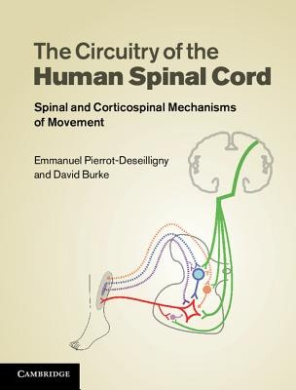 The Circuitry of the
Human Spinal Cord
Spinal and Corticospinal Mechanisms
of Movement
Emmanuel Pierrot-Deseilligny
and David Burke
CAMBRIDGE